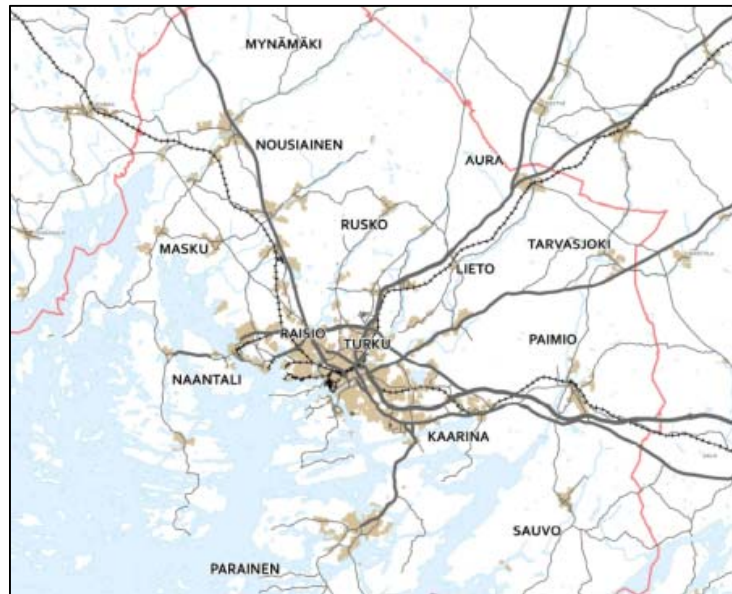 MYNÄMÄKI
NOUSIAINEN
AURA
RUSKO
MASKU
TARVASJOKI
LIETO
RAISIO
TURKU
PAIMIO
NAANTALI
KAARINA
SAUVO
PARAINEN